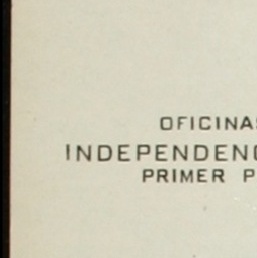 OFICINAS
INDEPENDENC
PRIMER P